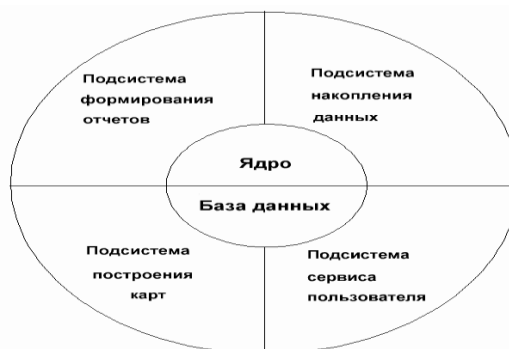 Подсистема
формирования
отчетов
Подсистема
накопления
данных
Ядро
База данных
Подсистема
построения
карт
Подсистема
сервиса
пользователя